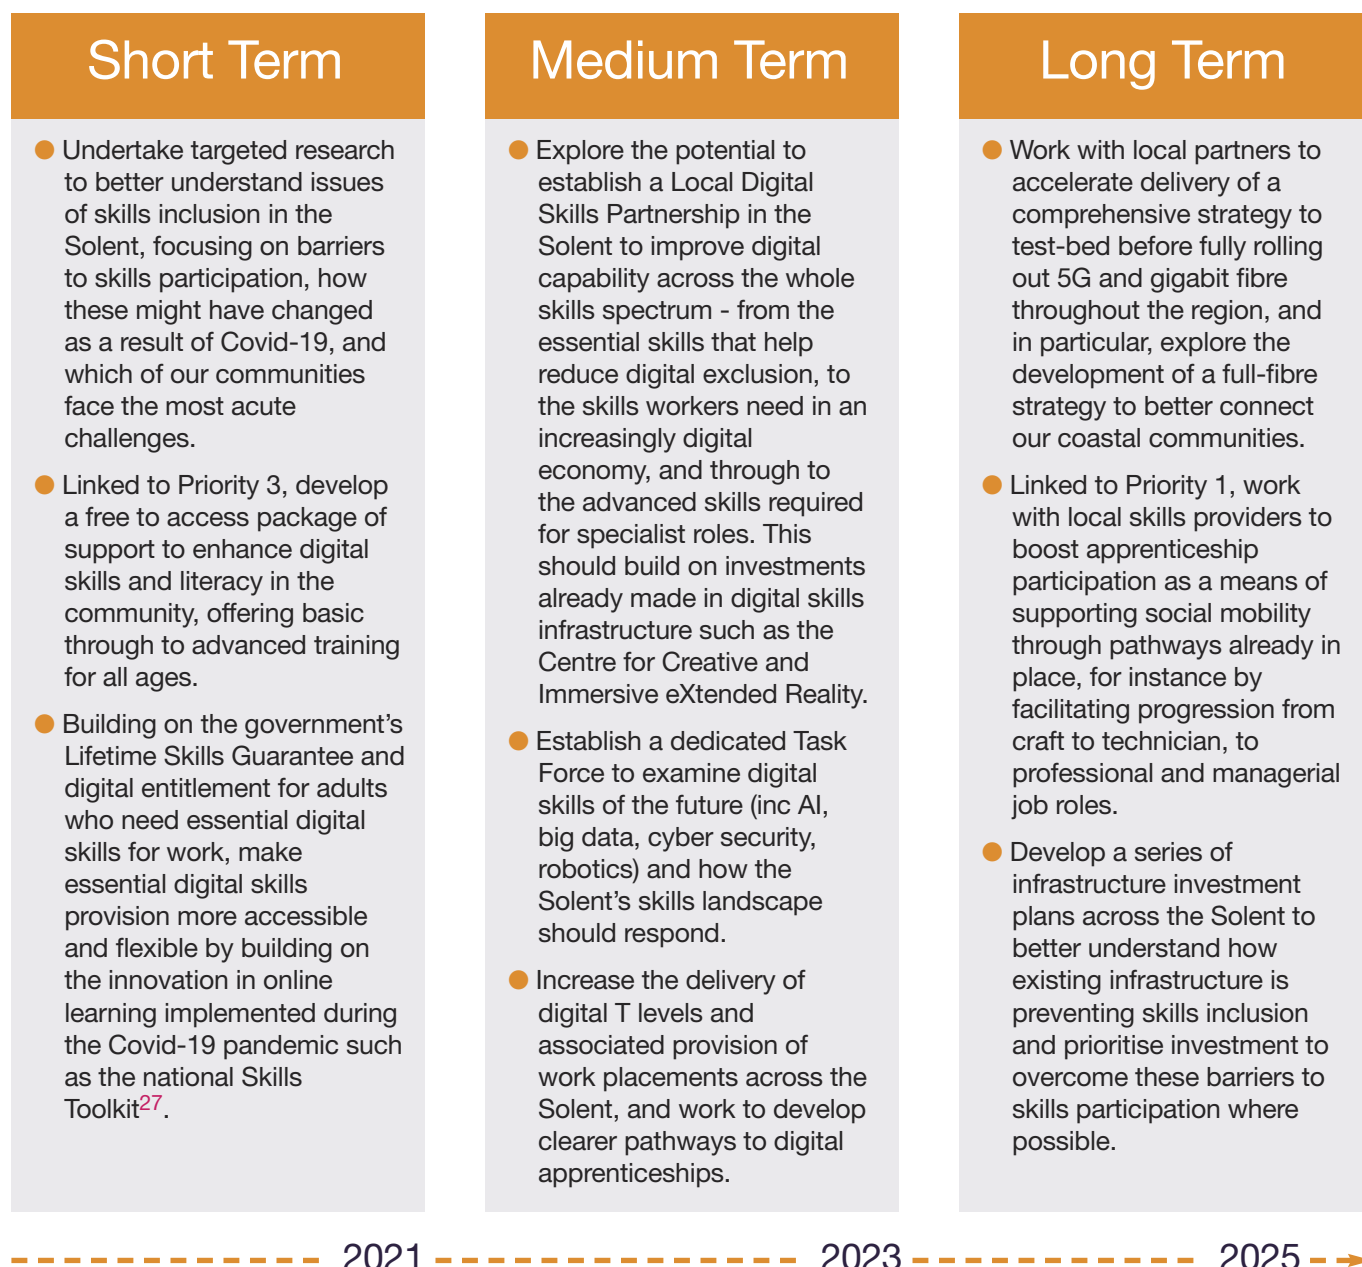 Short Term
● Undertake targeted research
to better understand issues
of skills inclusion in the
Solent, focusing on barriers
to skills participation, how
these might have changed
as a result of Covid-19, and
which of our communities
face the most acute
challenges.
● Linked to Priority 3, develop
a free to access package of
support to enhance digital
skills and literacy in the
community, offering basic
through to advanced training
for all ages.
● Building on the government’s
Lifetime Skills Guarantee and
digital entitlement for adults
who need essential digital
skills for work, make
essential digital skills
provision more accessible
and flexible by building on
the innovation in online
learning implemented during
the Covid-19 pandemic such
as the national Skills
Toolkit27.
Medium Term
● Explore the potential to
establish a Local Digital
Skills Partnership in the
Solent to improve digital
capability across the whole
skills spectrum - from the
essential skills that help
reduce digital exclusion, to
the skills workers need in an
increasingly digital
economy, and through to
the advanced skills required
for specialist roles. This
should build on investments
already made in digital skills
infrastructure such as the
Centre for Creative and
Immersive eXtended Reality.
● Establish a dedicated Task
Force to examine digital
skills of the future (inc AI,
big data, cyber security,
robotics) and how the
Solent’s skills landscape
should respond.
● Increase the delivery of
digital T levels and
associated provision of
work placements across the
Solent, and work to develop
clearer pathways to digital
apprenticeships.
Long Term
● Work with local partners to
accelerate delivery of a
comprehensive strategy to
test-bed before fully rolling
out 5G and gigabit fibre
throughout the region, and
in particular, explore the
development of a full-fibre
strategy to better connect
our coastal communities.
● Linked to Priority 1, work
with local skills providers to
boost apprenticeship
participation as a means of
supporting social mobility
through pathways already in
place, for instance by
facilitating progression from
craft to technician, to
professional and managerial
job roles.
● Develop a series of
infrastructure investment
plans across the Solent to
better understand how
existing infrastructure is
preventing skills inclusion
and prioritise investment to
overcome these barriers to
skills participation where
possible.
2021
2023
2025